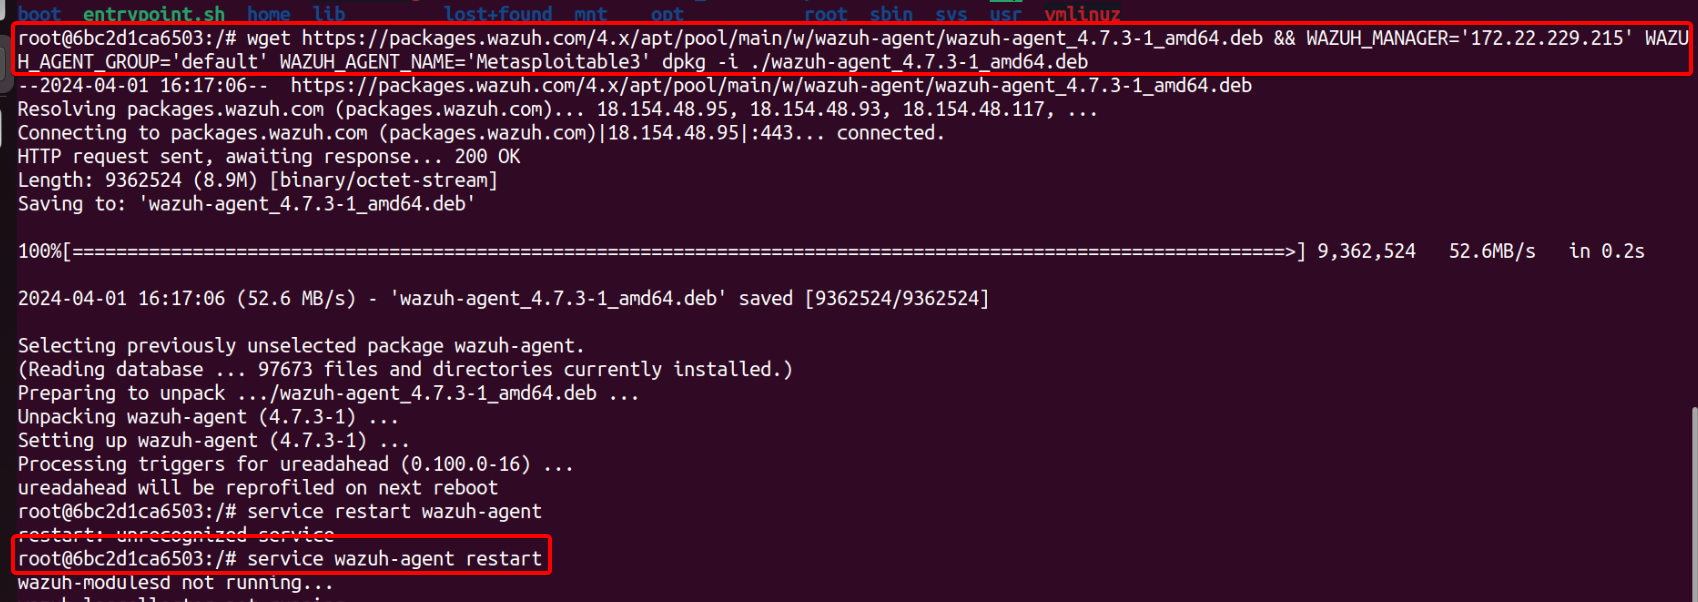 boot entrypoint.sh home lib lost+found mnt opt root sbin sys usr vmlinuz
root@6bc2d1ca6503:/# wget https://packages.wazuh.com/4.x/apt/pool/main/w/wazuh-agent/wazuh-agent_4.7.3-1_amd64.deb && WAZUH_MANAGER='172.22.229.215' WAZU
H_AGENT_GROUP='default' WAZUH_AGENT_NAME='Metasploitable3' dpkg -i ./wazuh-agent_4.7.3-1_amd64.deb
--2024-04-01 16:17:06--  https://packages.wazuh.com/4.x/apt/pool/main/w/wazuh-agent/wazuh-agent_4.7.3-1_amd64.deb
Resolving packages.wazuh.com (packages.wazuh.com)... 18.154.48.95, 18.154.48.93, 18.154.48.117, ...
Connecting to packages.wazuh.com (packages.wazuh.com)|18.154.48.95|:443... connected.
HTTP request sent, awaiting response... 200 OK
Length: 9362524 (8.9M) [binary/octet-stream]
Saving to: 'wazuh-agent_4.7.3-1_amd64.deb'
100%[===============================================================================================================>] 9,362,524   52.6MB/s   in 0.2s
2024-04-01 16:17:06 (52.6 MB/s) - 'wazuh-agent_4.7.3-1_amd64.deb' saved [9362524/9362524]
Selecting previously unselected package wazuh-agent.
(Reading database ... 97673 files and directories currently installed.)
Preparing to unpack .../wazuh-agent_4.7.3-1_amd64.deb ...
Unpacking wazuh-agent (4.7.3-1) ...
Setting up wazuh-agent (4.7.3-1) ...
Processing triggers for ureadahead (0.100.0-16) ...
ureadahead will be reprofiled on next reboot
root@6bc2d1ca6503:/# service restart wazuh-agent
restart: unrecognized service
root@6bc2d1ca6503:/# service wazuh-agent restart
wazuh-modulesd not running...